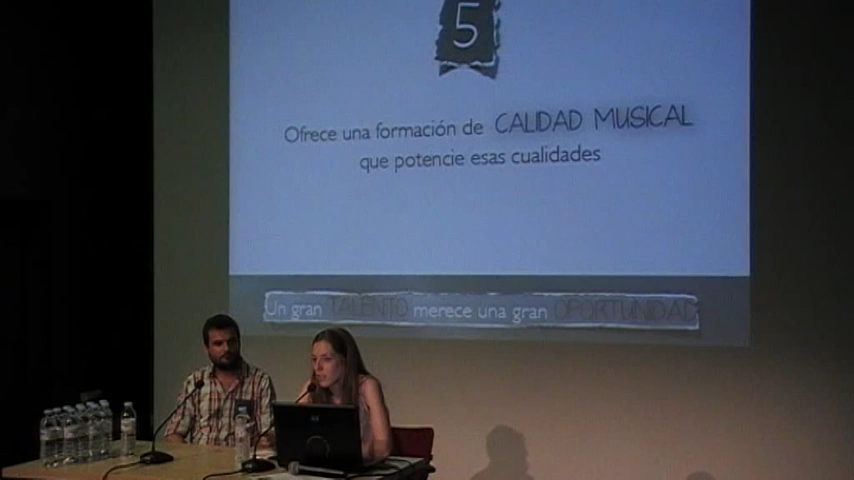 5
Ofrece una formación de CALIDAD MUSICAL
que potencie esas cualidades
Un gran TALENTO merece una gran OPORTUNIDAD